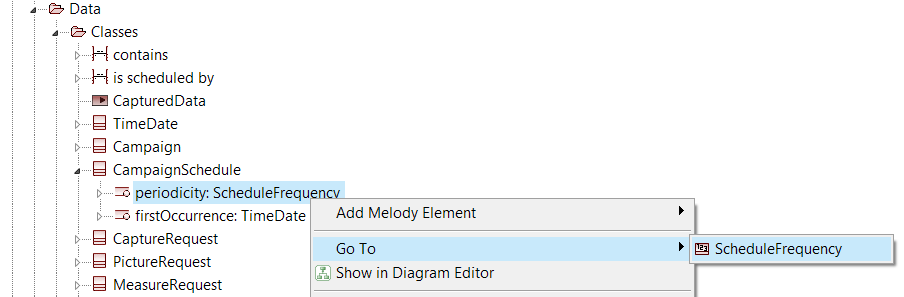 Data
Classes
contains
is scheduled by
CapturedData
TimeDate
Campaign
CampaignSchedule
periodicity: ScheduleFrequency
firstOccurrence: TimeDate
Add Melody Element
CaptureRequest
Go To
ScheduleFrequency
PictureRequest
Show in Diagram Editor
MeasureRequest